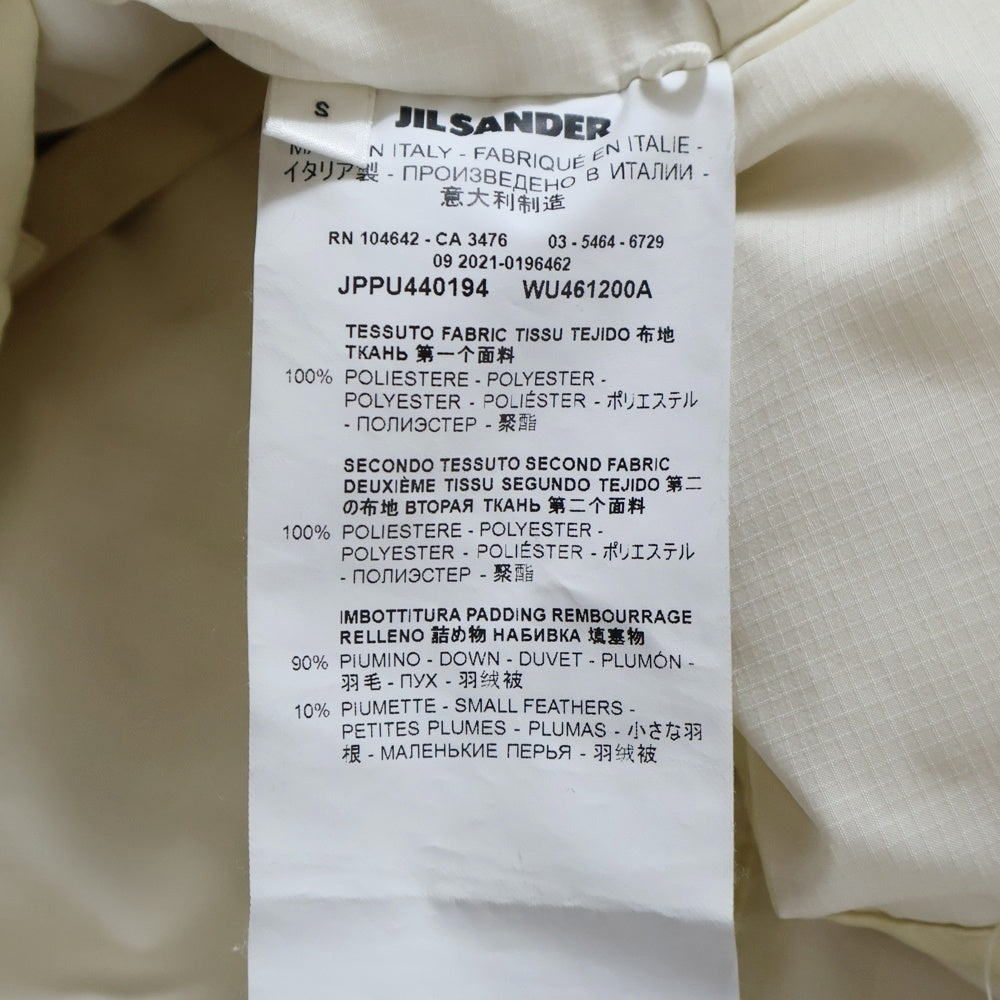 S
JIL SANDER
N ITALY - FABRIQUÉ EN ITALIE -
イタリア製 - ПРОИЗВЕДЕНО В ИТАЛИИ -
意大利制造
RN 104642 - CA 3476 03 - 5464 - 6729
09 2021-0196462
JPPU440194 WU461200A
TESSUTO FABRIC TISSU TEJIDO 布地
ТКАНЬ 第一个面料
100% POLIESTERE - POLYESTER -
POLYESTER - POLIÉSTER - ポリエステル
- ПОЛИЭСТЕР - 聚酯
SECONDO TESSUTO SECOND FABRIC
DEUXIÈME TISSU SEGUNDO TEJIDO 第二
の布地 ВТОРАЯ ТКАНЬ 第二个面料
100% POLIESTERE - POLYESTER -
POLYESTER - POLIÉSTER - ポリエステル
- ПОЛИЭСТЕР - 聚酯
IMBOTTITURA PADDING REMBOURRAGE
RELLENO 詰め物 НАБИВКА 填塞物
90% PIUMINO - DOWN - DUVET - PLUMÓN -
羽毛 - ПУХ - 羽绒被
10% PIUMETTE - SMALL FEATHERS -
PETITES PLUMES - PLUMAS - 小さな羽
根 - МАЛЕНЬКИЕ ПЕРЬЯ - 羽绒被